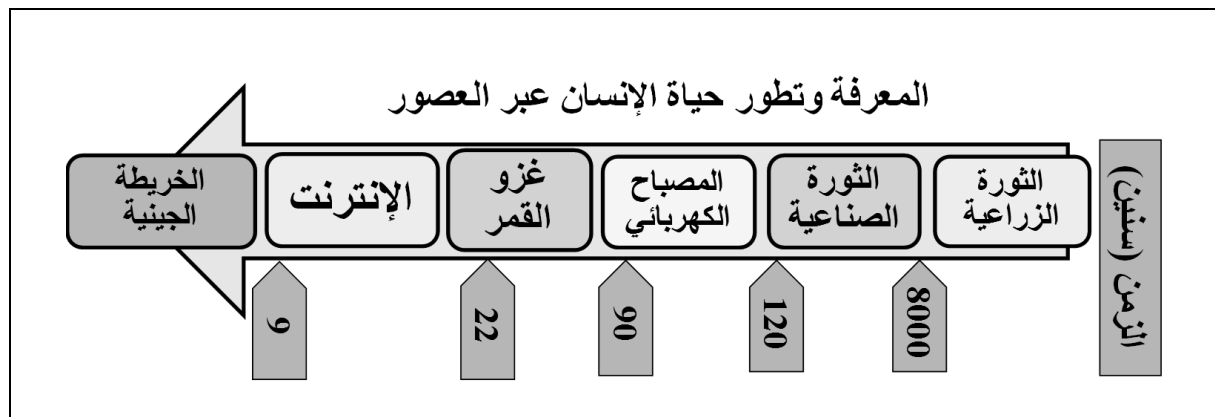 المعرفة وتطور حياة الإنسان عبر العصور
الزمن (سنين)
الثورة
الزراعية
الثورة
الصناعية
المصباح
الكهربائي
غزو
القمر
الإنترنت
الخريطة
الجينية
8000
120
90
22
9